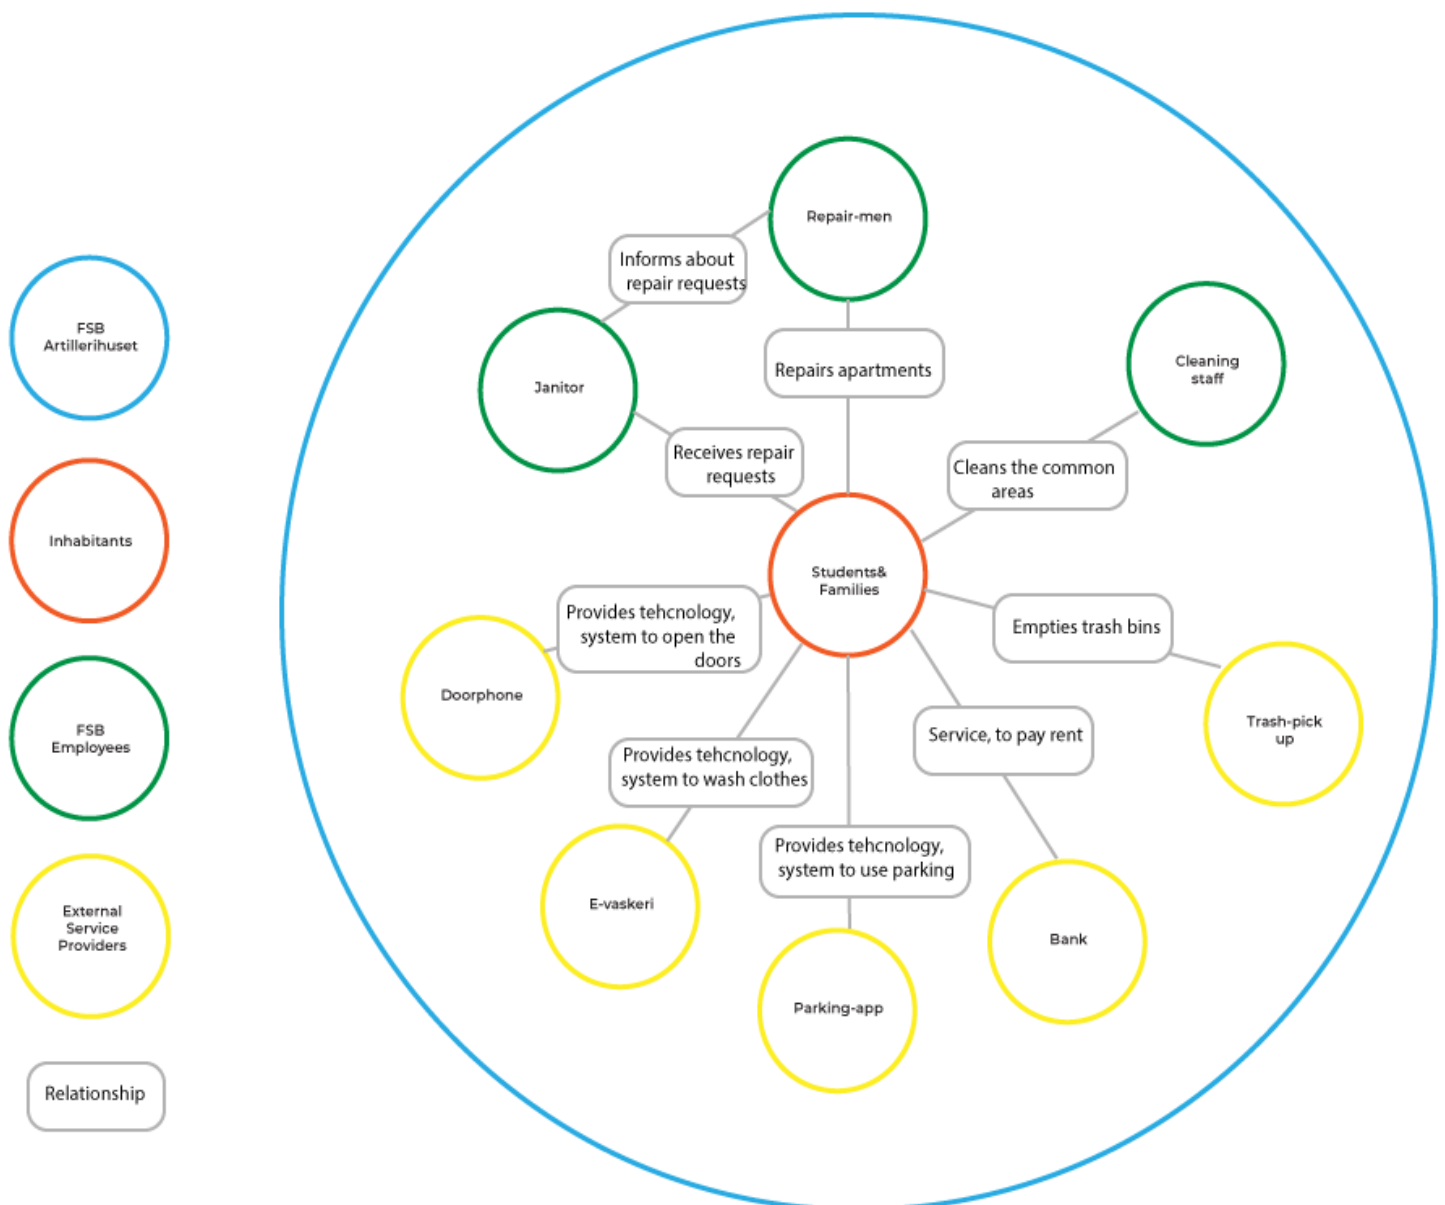 FSB
Artillerihuset
Inhabitants
FSB
Employees
External
Service
Providers
Relationship
Repair-men
Informs about
repair requests
Janitor
Repairs apartments
Cleaning
staff
Receives repair
requests
Cleans the common
areas
Students&
Families
Provides tehcnology,
system to open the
doors
Doorphone
Empties trash bins
Trash-pick
up
Service, to pay rent
Provides tehcnology,
system to wash clothes
E-vaskeri
Provides tehcnology,
system to use parking
Parking-app
Bank